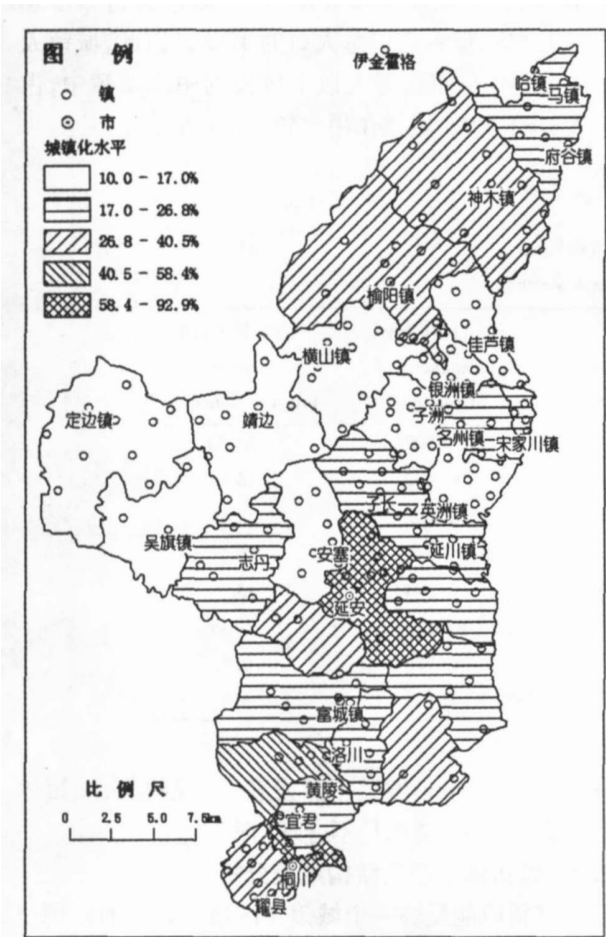 图 例
镇
市
城镇化水平
10.0 - 17.0%
17.0 - 26.8%
26.8 - 40.5%
40.5 - 58.4%
58.4 - 92.9%
伊金霍络
哈镇
马镇
府谷镇
神木镇
榆阳镇
佳芦镇
横山镇
银洲镇
子洲
定边镇
靖边
名州镇
宋家川镇
子长
英洲镇
吴旗镇
志丹
安塞
延川镇
延安
富城镇
洛川
黄陵
宜君
桐川
耀县
比 例 尺
0 2.5 5.0 7.5km